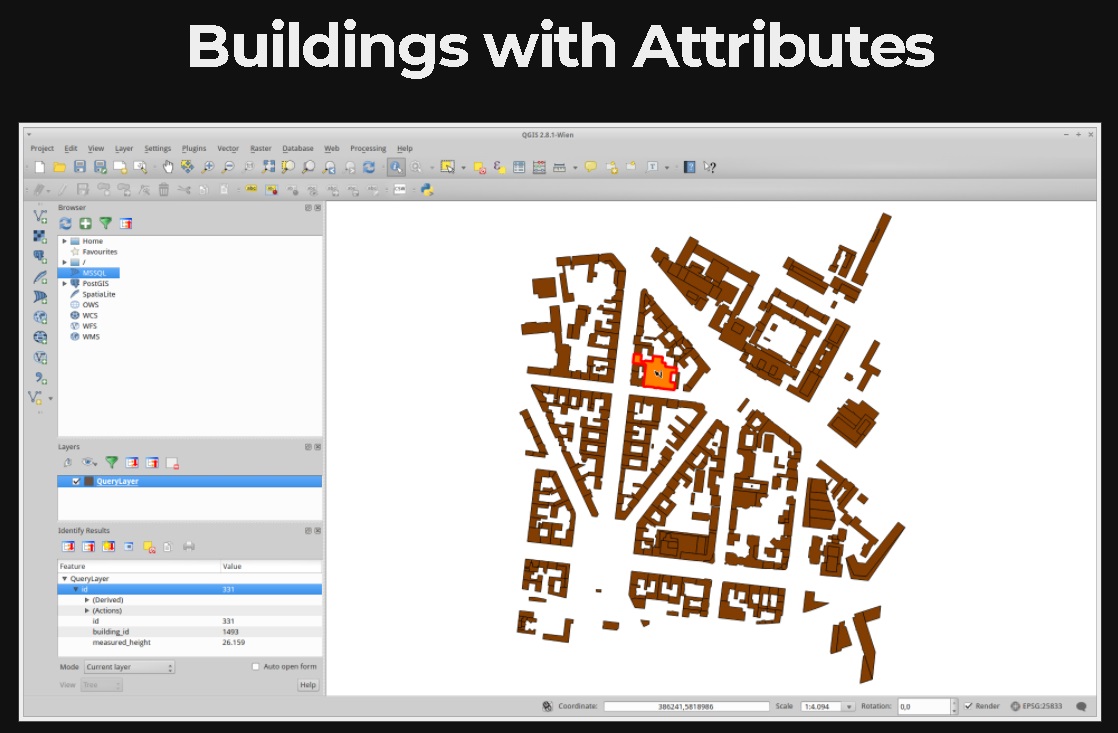 Buildings with Attributes
QGIS 2.8.1-Wien
Project Edit View Layer Settings Plugins Vector Raster Database Web Processing Help
Browser
Home
Favourites
/
MSSQL
PostGIS
SpatiaLite
OWS
WCS
WFS
WMS
Layers
QueryLayer
Identify Results
Feature Value
QueryLayer
id 331
(Derived)
(Actions)
id 331
building_id 1493
measured_height 26.159
Mode Current layer Auto open form
View Tree Help
Coordinate: 386241,5818986 Scale 1:4.094 Rotation: 0,0 Render EPSG:25833